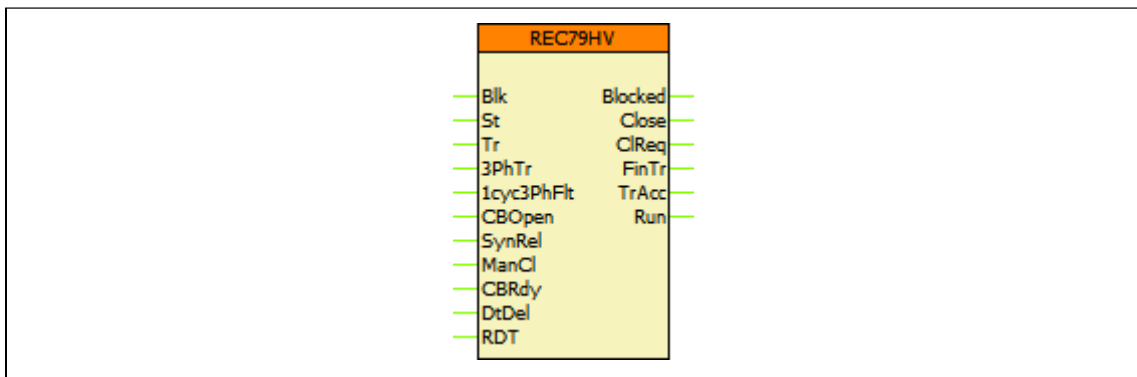 REC79HV
Blk Blocked
St Close
Tr ClReq
3PhTr FinTr
1cyc3PhFlt TrAcc
CBOpen Run
SynRel
ManCl
CBRdy
DtDel
RDT